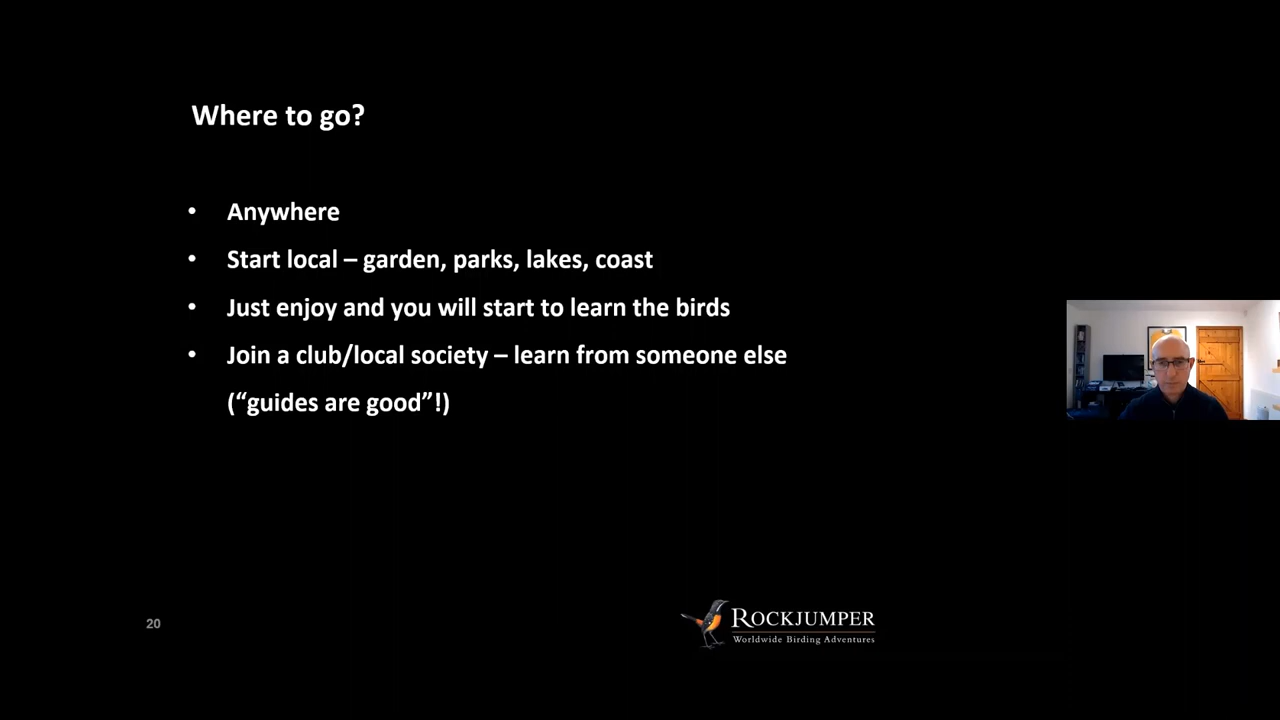 Where to go?
• Anywhere
• Start local – garden, parks, lakes, coast
• Just enjoy and you will start to learn the birds
• Join a club/local society – learn from someone else
(“guides are good”!)
20
ROCKJUMPER
Worldwide Birding Adventures